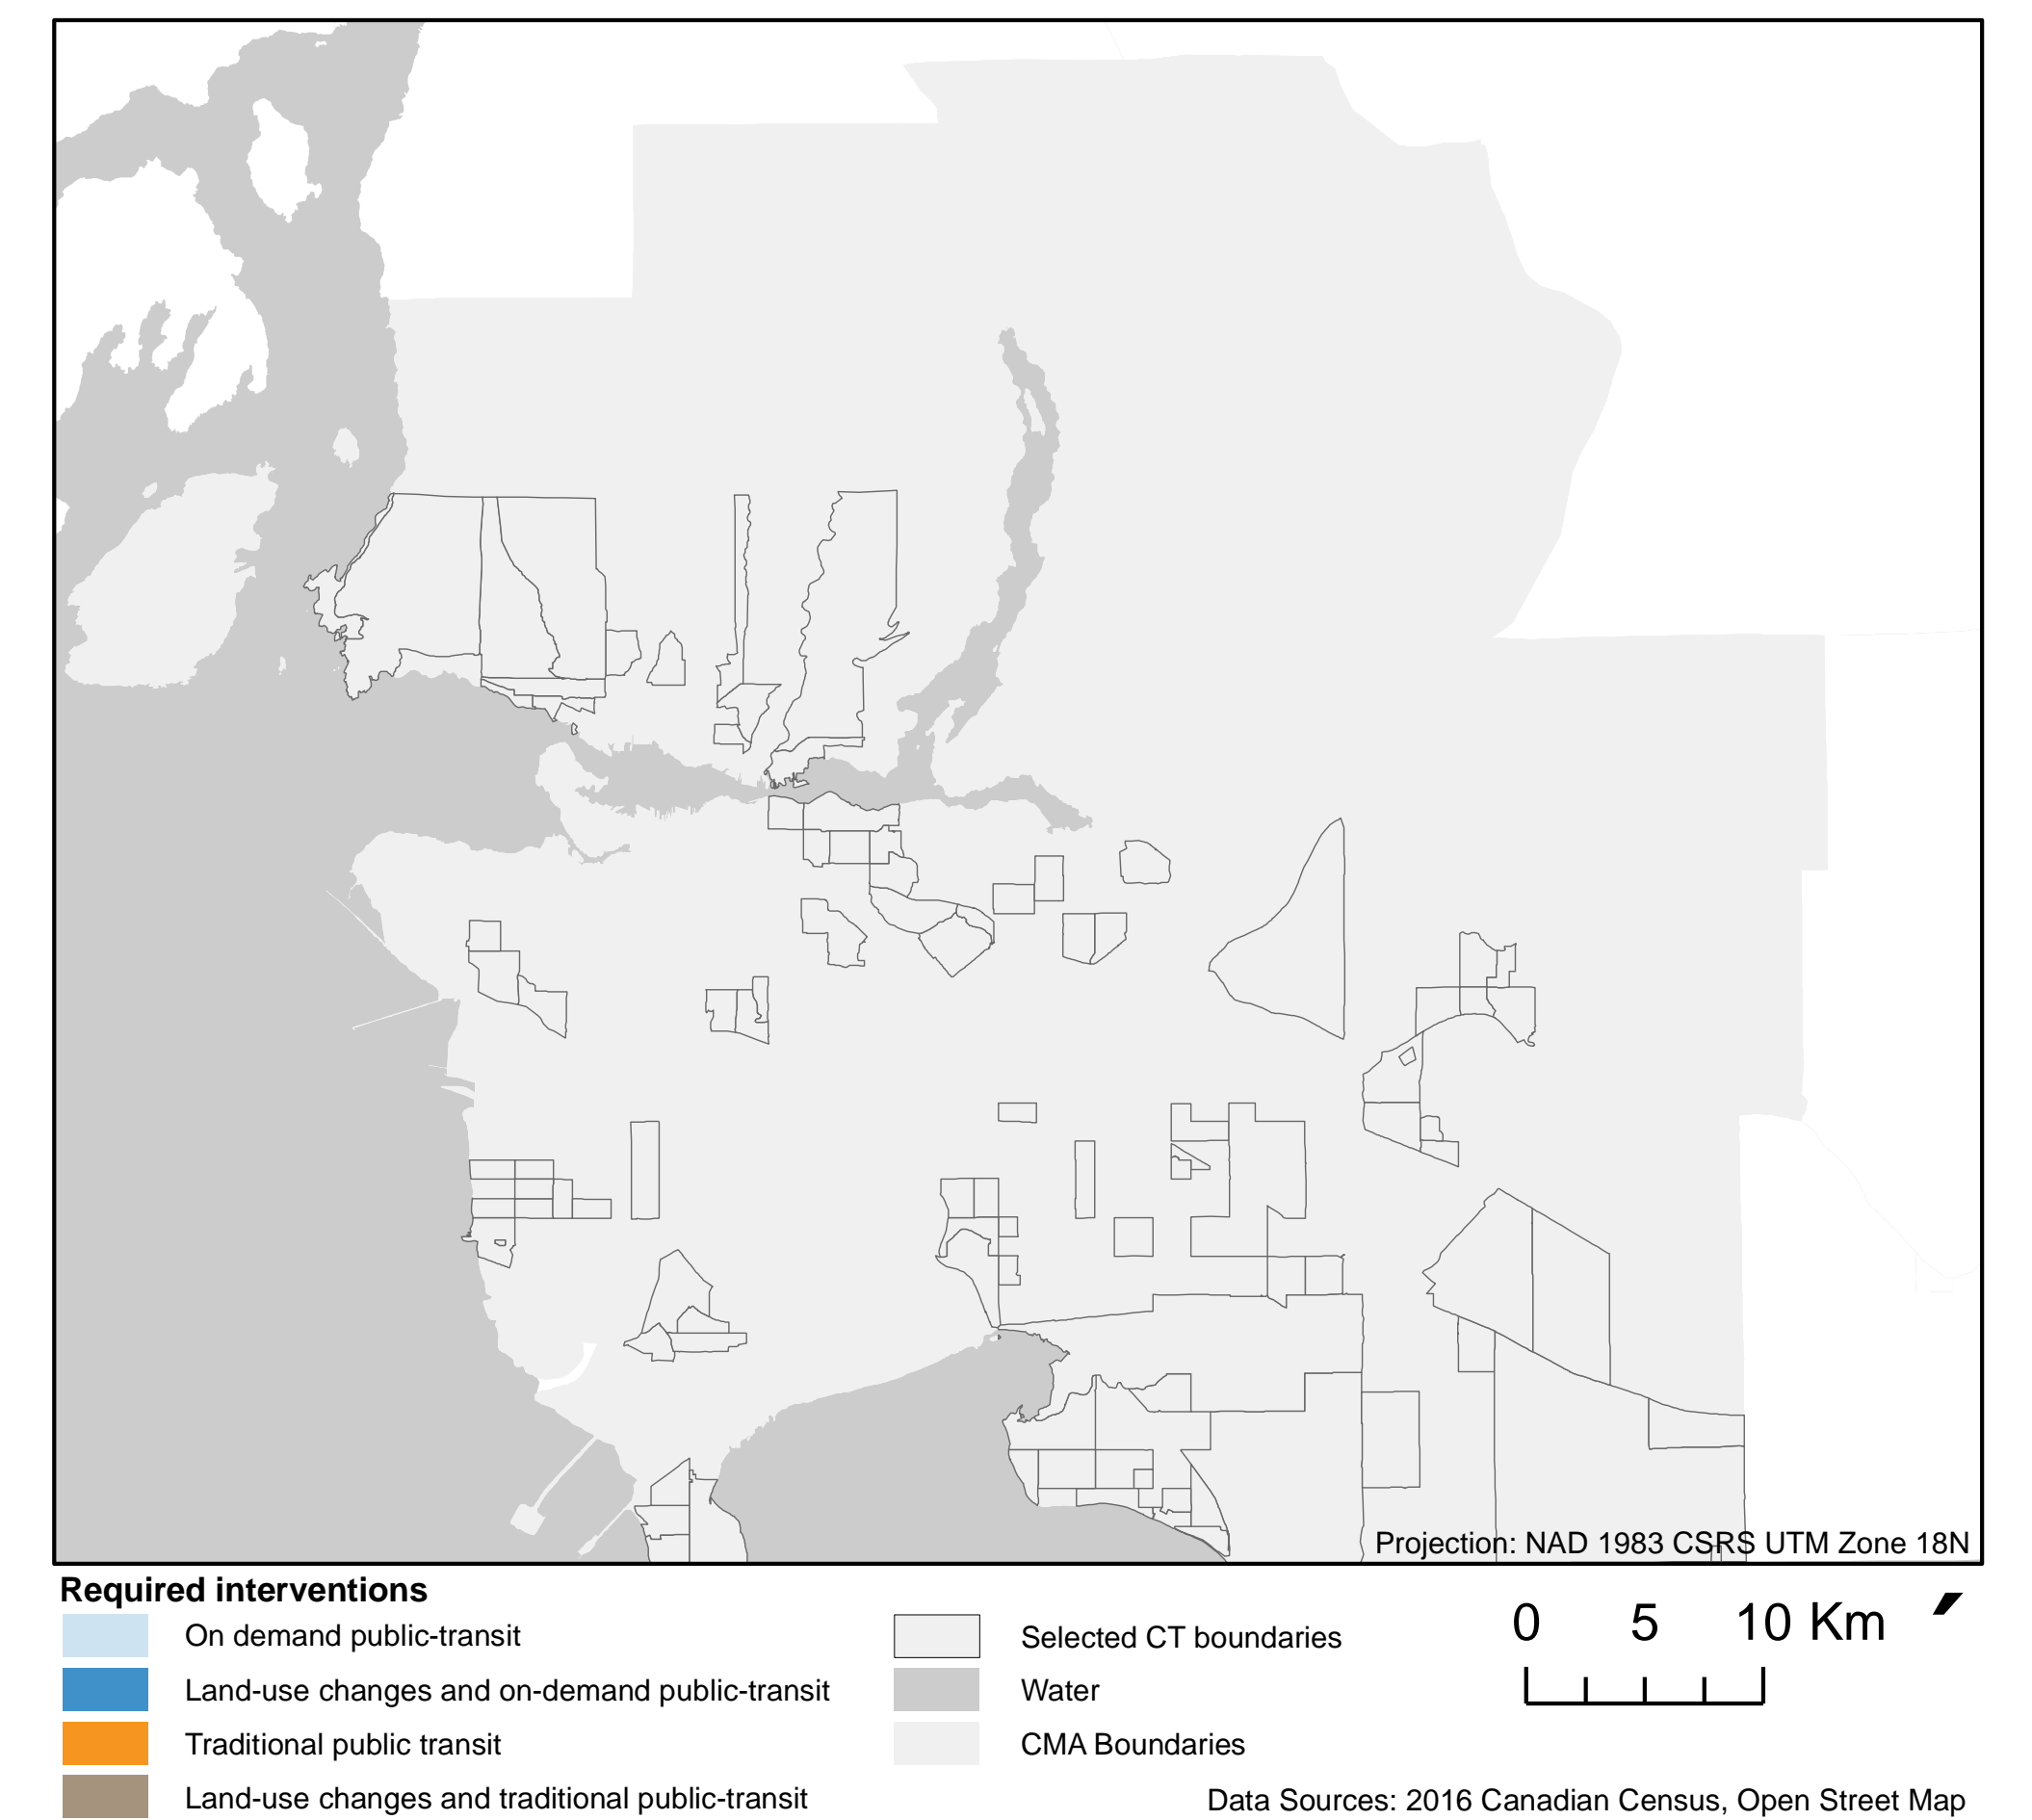 Projection: NAD 1983 CSRS UTM Zone 18N
Required interventions
On demand public-transit
Land-use changes and on-demand public-transit
Traditional public transit
Land-use changes and traditional public-transit
Selected CT boundaries
Water
CMA Boundaries
0 5 10 Km
Data Sources: 2016 Canadian Census, Open Street Map